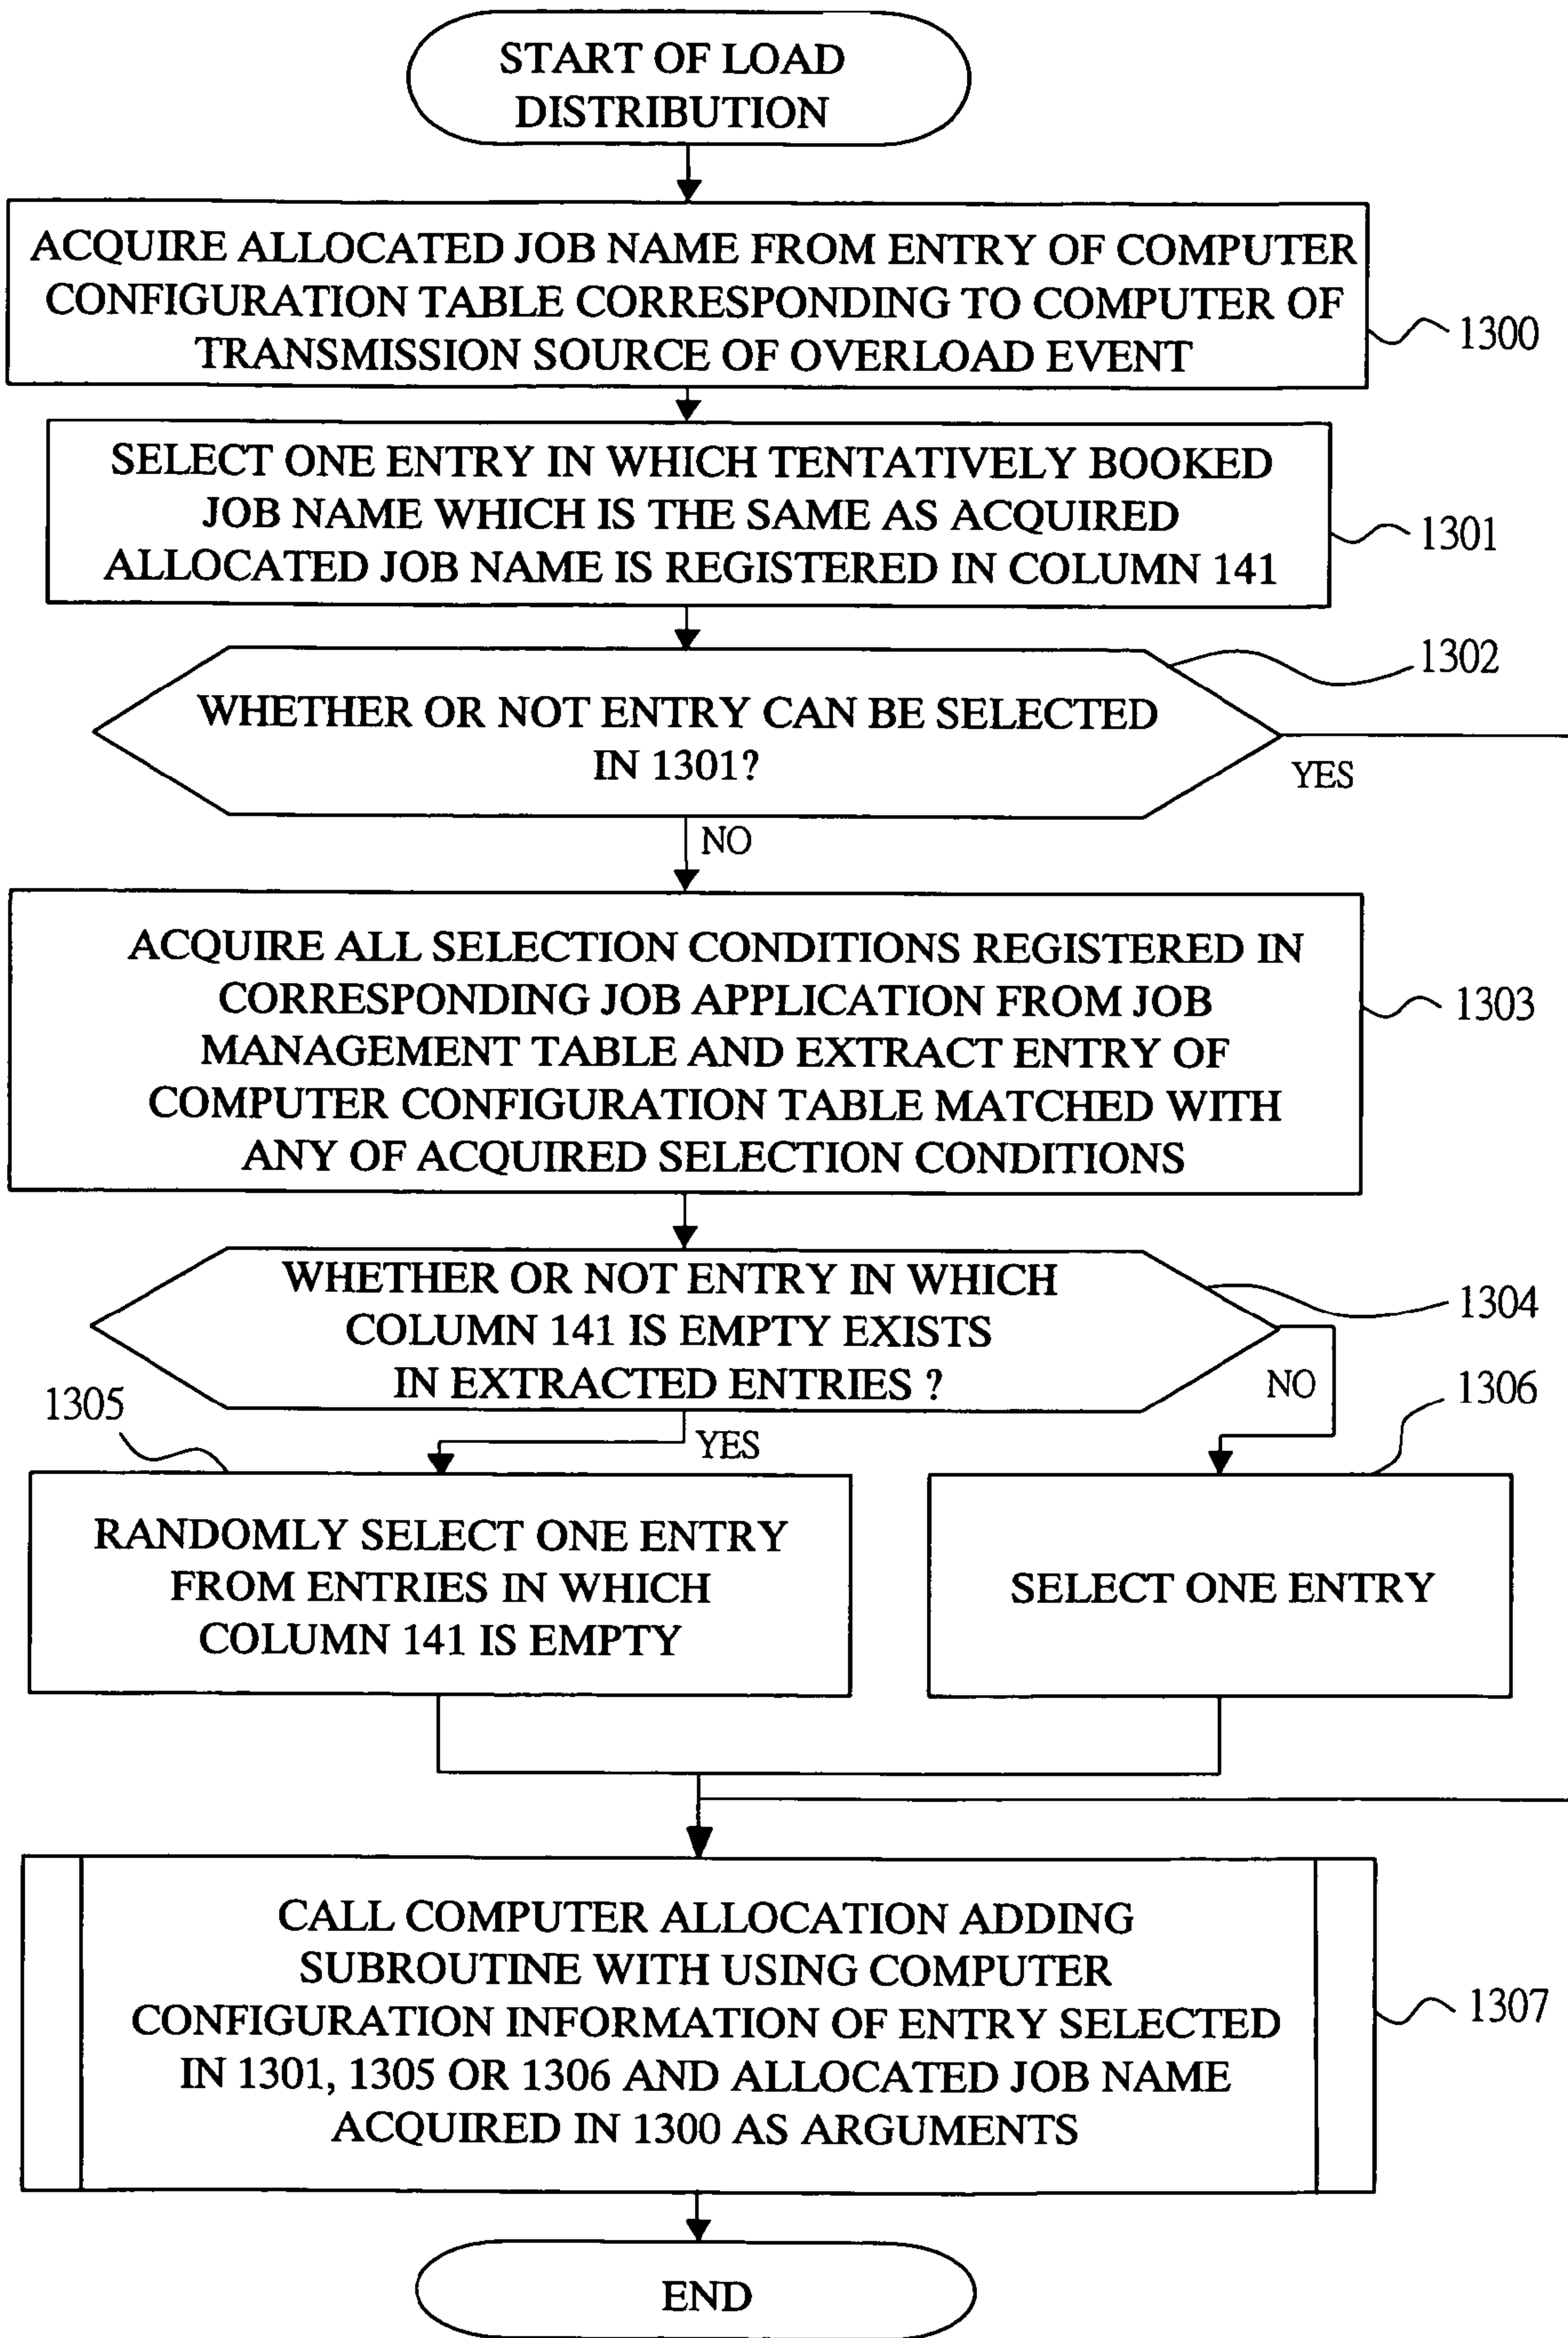 START OF LOAD
DISTRIBUTION
ACQUIRE ALLOCATED JOB NAME FROM ENTRY OF COMPUTER
CONFIGURATION TABLE CORRESPONDING TO COMPUTER OF
TRANSMISSION SOURCE OF OVERLOAD EVENT
1300
SELECT ONE ENTRY IN WHICH TENTATIVELY BOOKED
JOB NAME WHICH IS THE SAME AS ACQUIRED
ALLOCATED JOB NAME IS REGISTERED IN COLUMN 141
1301
1302
WHETHER OR NOT ENTRY CAN BE SELECTED
IN 1301?
YES
NO
ACQUIRE ALL SELECTION CONDITIONS REGISTERED IN
CORRESPONDING JOB APPLICATION FROM JOB
MANAGEMENT TABLE AND EXTRACT ENTRY OF
COMPUTER CONFIGURATION TABLE MATCHED WITH
ANY OF ACQUIRED SELECTION CONDITIONS
1303
WHETHER OR NOT ENTRY IN WHICH
COLUMN 141 IS EMPTY EXISTS
IN EXTRACTED ENTRIES ?
1304
NO
1306
1305
YES
RANDOMLY SELECT ONE ENTRY
FROM ENTRIES IN WHICH
COLUMN 141 IS EMPTY
SELECT ONE ENTRY
CALL COMPUTER ALLOCATION ADDING
SUBROUTINE WITH USING COMPUTER
CONFIGURATION INFORMATION OF ENTRY SELECTED
IN 1301, 1305 OR 1306 AND ALLOCATED JOB NAME
ACQUIRED IN 1300 AS ARGUMENTS
1307
END